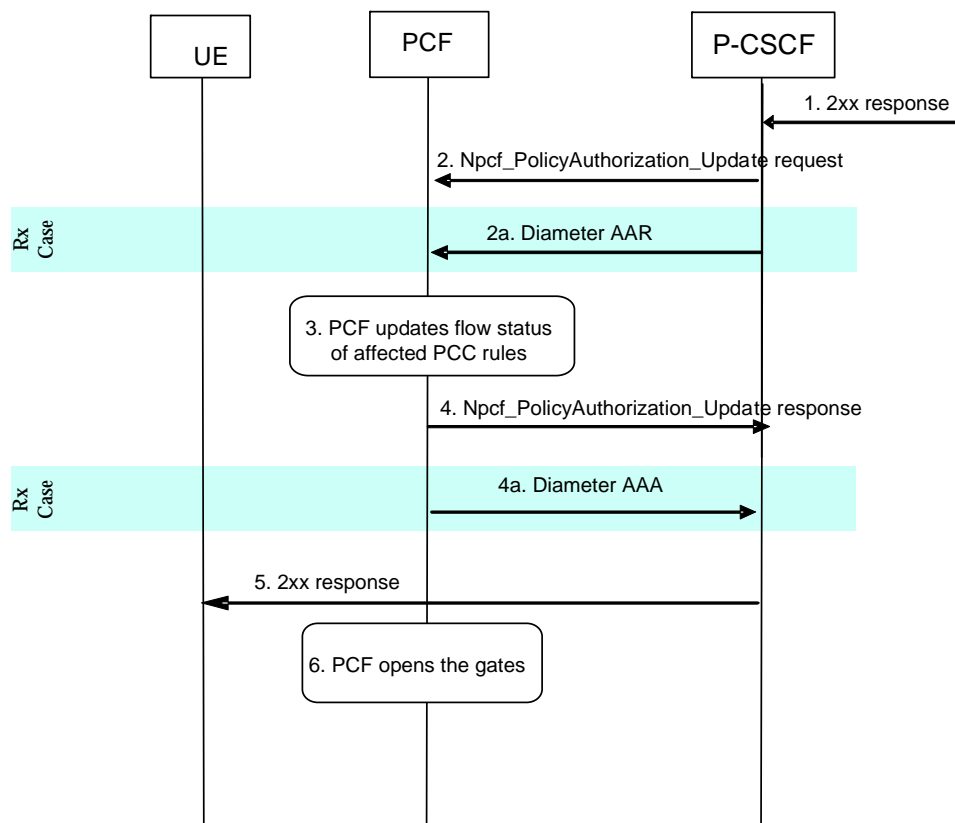 UE
PCF
P-CSCF
1. 2xx response
2. Npcf_PolicyAuthorization_Update request
Rx
Case
2a. Diameter AAR
3. PCF updates flow status
of affected PCC rules
4. Npcf_PolicyAuthorization_Update response
Rx
Case
4a. Diameter AAA
5. 2xx response
6. PCF opens the gates